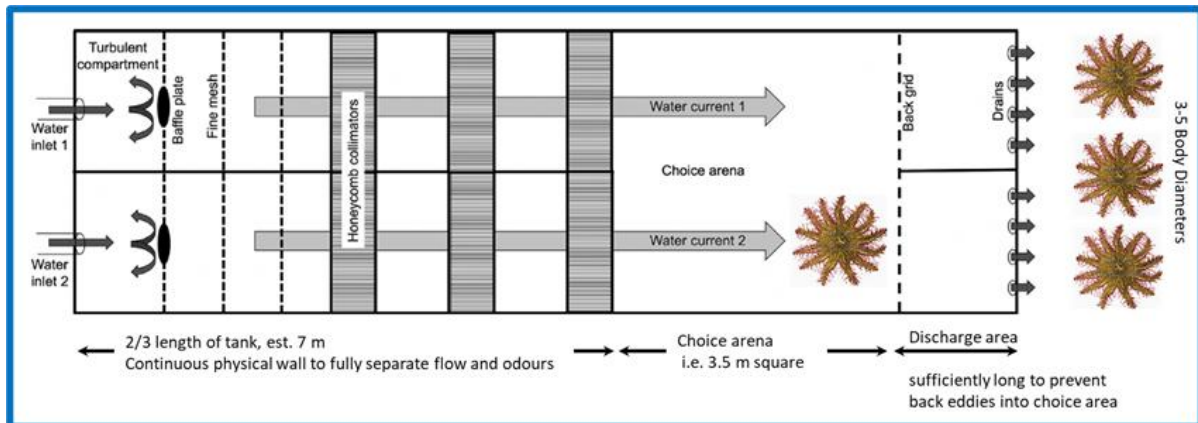 Turbulent
compartment
Water
inlet 1
Baffle plate
Fine mesh
Honeycomb collimators
Water current 1
Choice arena
Back grid
Drains
3-5 Body Diameters
Water
inlet 2
Water current 2
2/3 length of tank, est. 7 m
Continuous physical wall to fully separate flow and odours
Choice arena
i.e. 3.5 m square
Discharge area
sufficiently long to prevent
back eddies into choice area